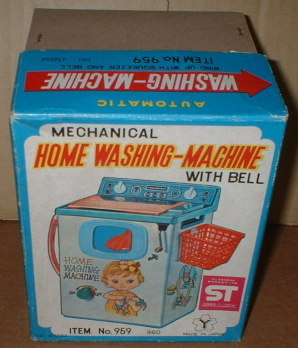 ITEM No. 959
WIND UP WITH SQUEEZER AND BELL
WASHING-MACHINE
AUTOMATIC
MECHANICAL
HOME WASHING-MACHINE
WITH BELL
HOME
WASHING
MACHINE
ST
ITEM No. 959
460
MADE IN JAPAN